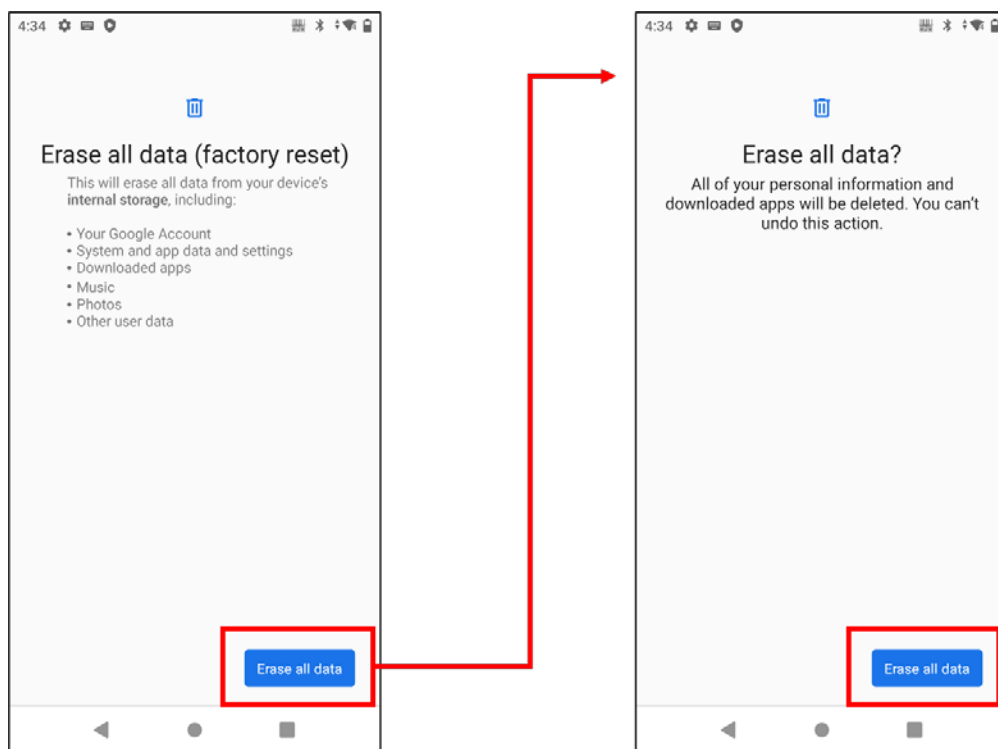 4:34
Erase all data (factory reset)
This will erase all data from your device's
internal storage, including:
• Your Google Account
• System and app data and settings
• Downloaded apps
• Music
• Photos
• Other user data
Erase all data
4:34
Erase all data?
All of your personal information and
downloaded apps will be deleted. You can't
undo this action.
Erase all data